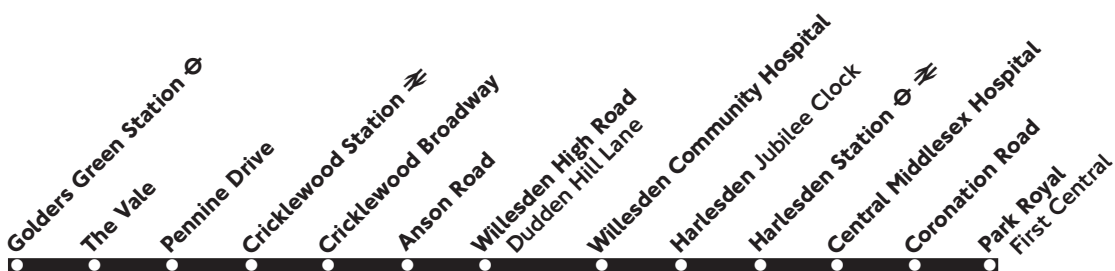 Golders Green Station
The Vale
Pennine Drive
Cricklewood Station
Cricklewood Broadway
Anson Road
Willesden High Road
Dudden Hill Lane
Willesden Community Hospital
Harlesden Jubilee Clock
Harlesden Station
Central Middlesex Hospital
Coronation Road
Park Royal
First Central